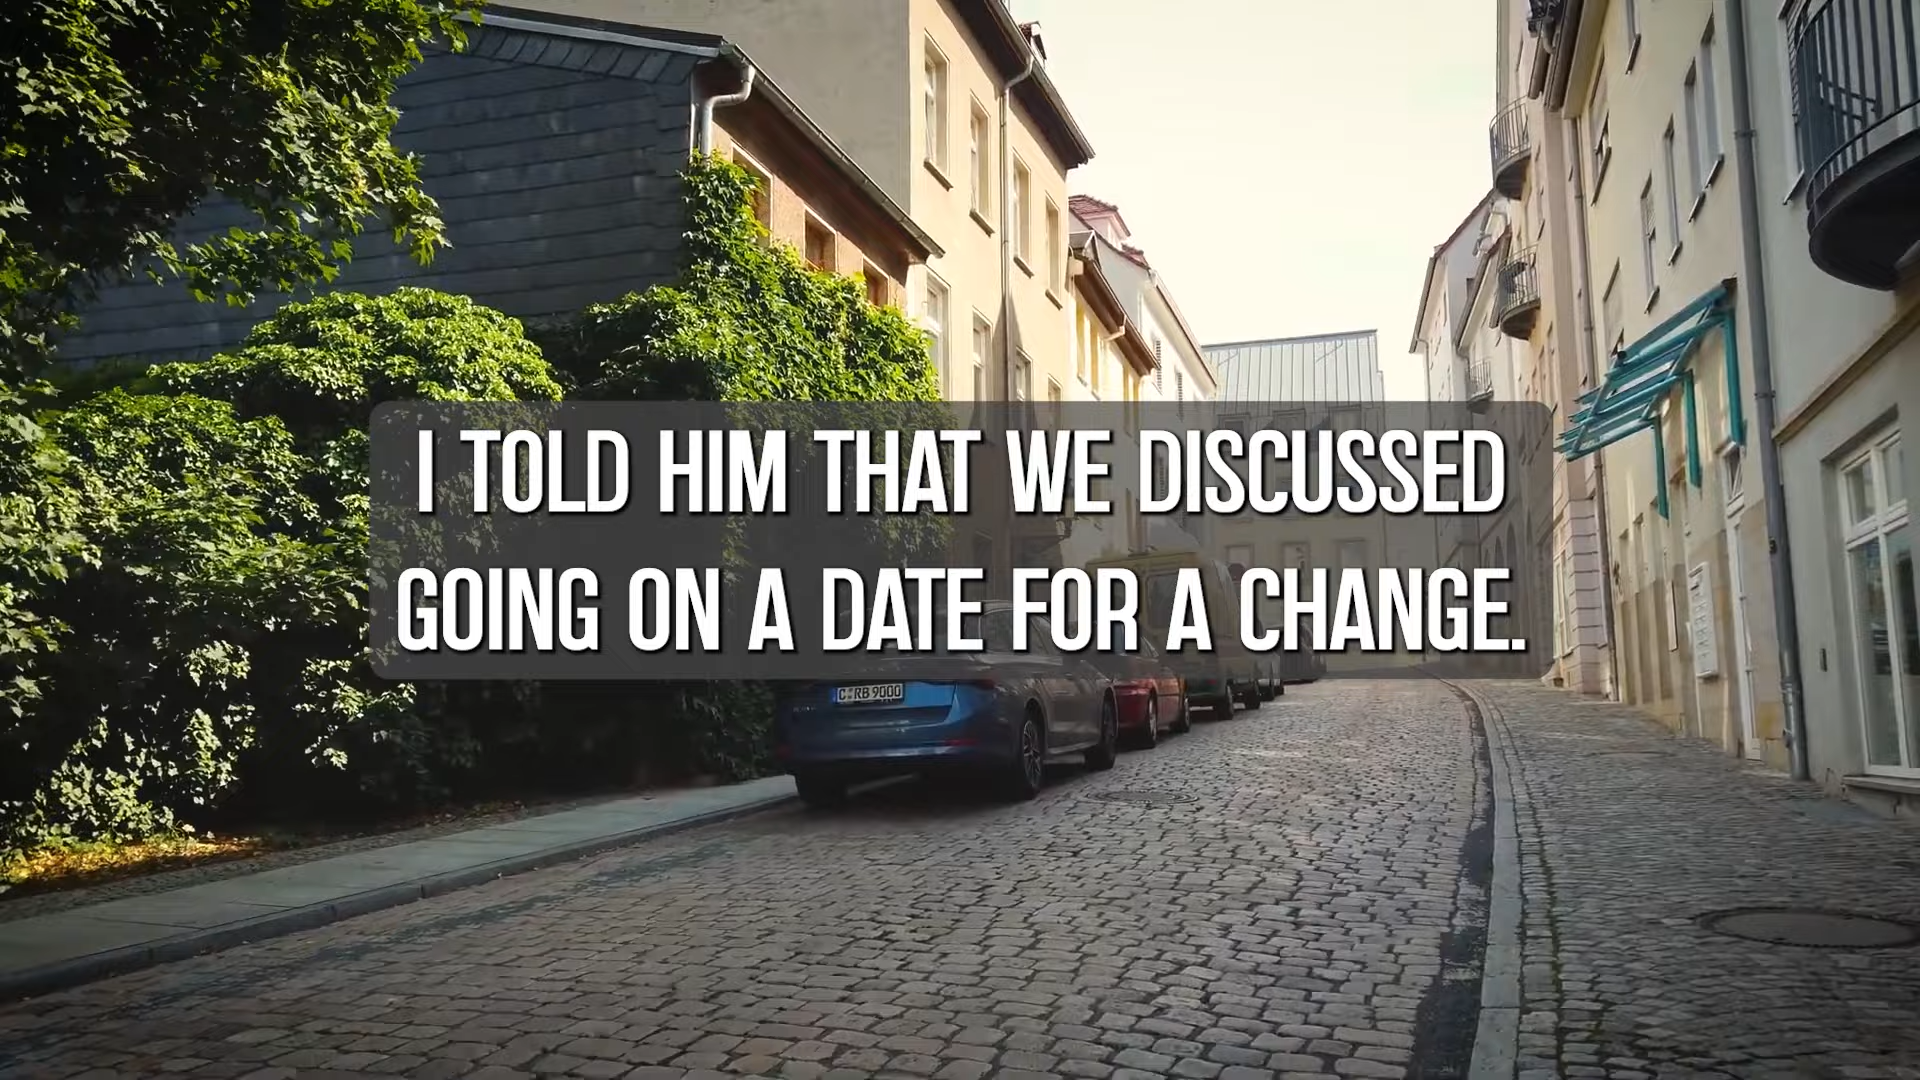 I TOLD HIM THAT WE DISCUSSED
GOING ON A DATE FOR A CHANGE.
C RB 9000